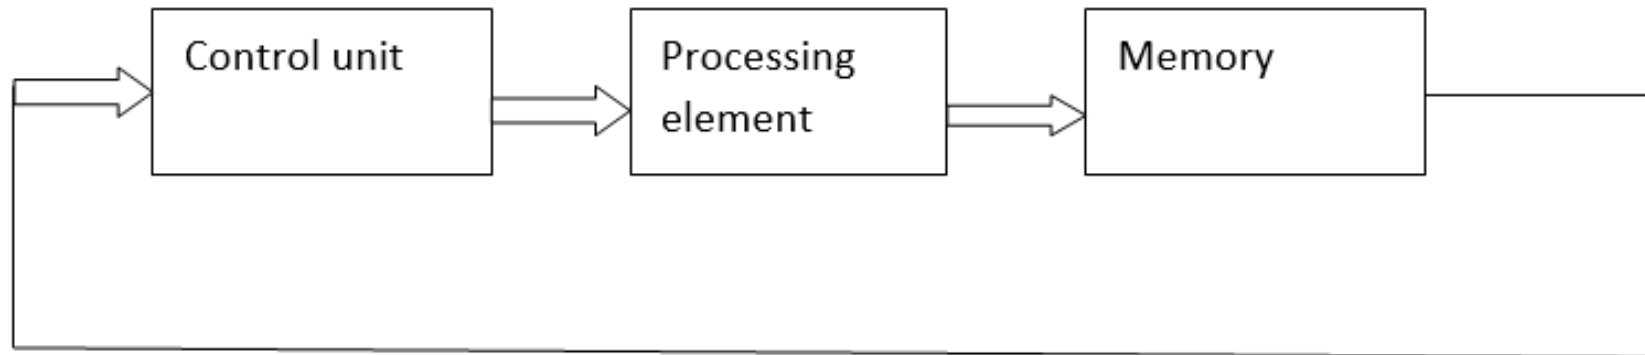 Control unit
Processing
element
Memory